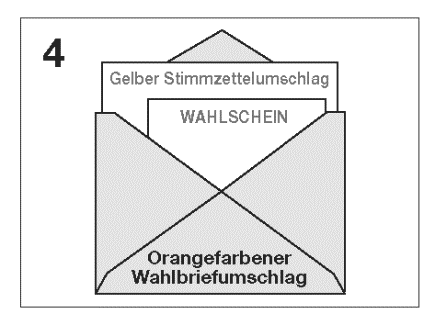 4
Gelber Stimmzettelumschlag
WAHLSCHEIN
Orangefarbener
Wahlbriefumschlag